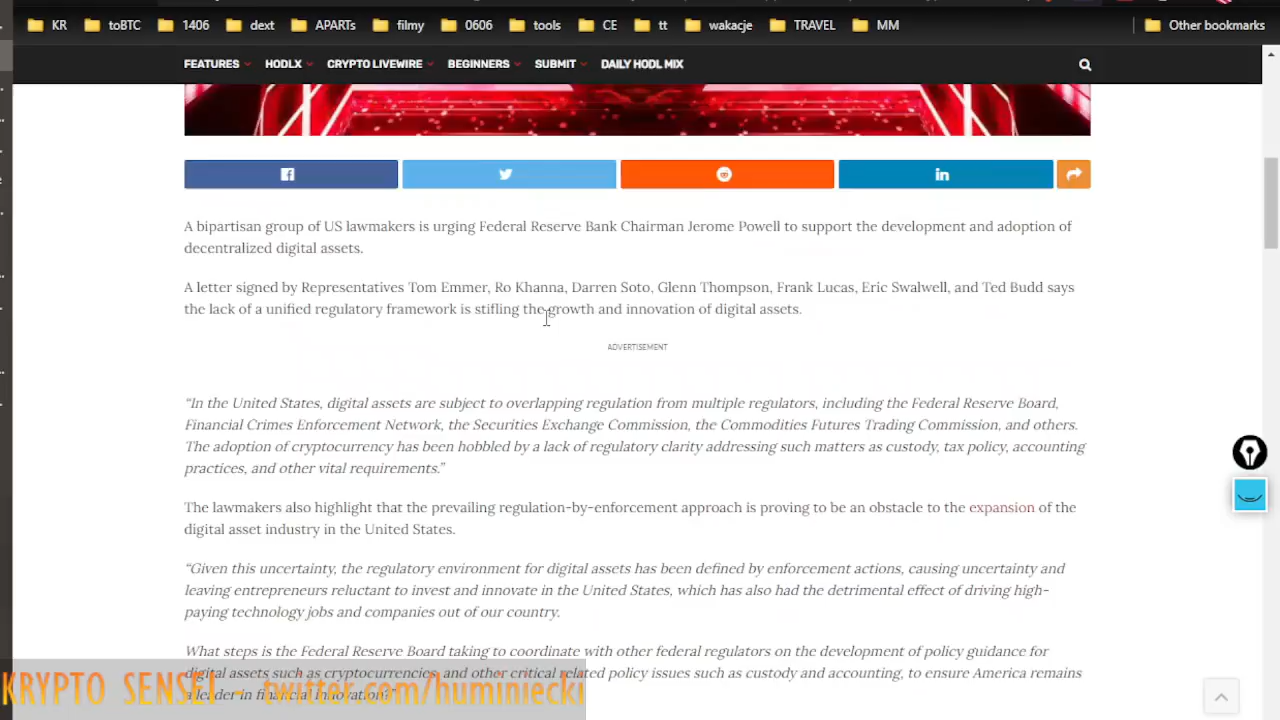 KR toBTC 1406 dext APARTs filmy 0606 tools CE tt wakacje TRAVEL MM Other bookmarks
FEATURES HODLX CRYPTO LIVEWIRE BEGINNERS SUBMIT DAILY HODL MIX
A bipartisan group of US lawmakers is urging Federal Reserve Bank Chairman Jerome Powell to support the development and adoption of
decentralized digital assets.
A letter signed by Representatives Tom Emmer, Ro Khanna, Darren Soto, Glenn Thompson, Frank Lucas, Eric Swalwell, and Ted Budd says
the lack of a unified regulatory framework is stifling the growth and innovation of digital assets.
ADVERTISEMENT
“In the United States, digital assets are subject to overlapping regulation from multiple regulators, including the Federal Reserve Board,
Financial Crimes Enforcement Network, the Securities Exchange Commission, the Commodities Futures Trading Commission, and others.
The adoption of cryptocurrency has been hobbled by a lack of regulatory clarity addressing such matters as custody, tax policy, accounting
practices, and other vital requirements.”
The lawmakers also highlight that the prevailing regulation-by-enforcement approach is proving to be an obstacle to the expansion of the
digital asset industry in the United States.
“Given this uncertainty, the regulatory environment for digital assets has been defined by enforcement actions, causing uncertainty and
leaving entrepreneurs reluctant to invest and innovate in the United States, which has also had the detrimental effect of driving high-
paying technology jobs and companies out of our country.
What steps is the Federal Reserve Board taking to coordinate with other federal regulators on the development of policy guidance for
digital assets such as cryptocurrencies, and other critical related policy issues such as custody and accounting, to ensure America remains
a leader in financial innovation?”
KRYPTO SENSEI - twitter.com/huminiecki